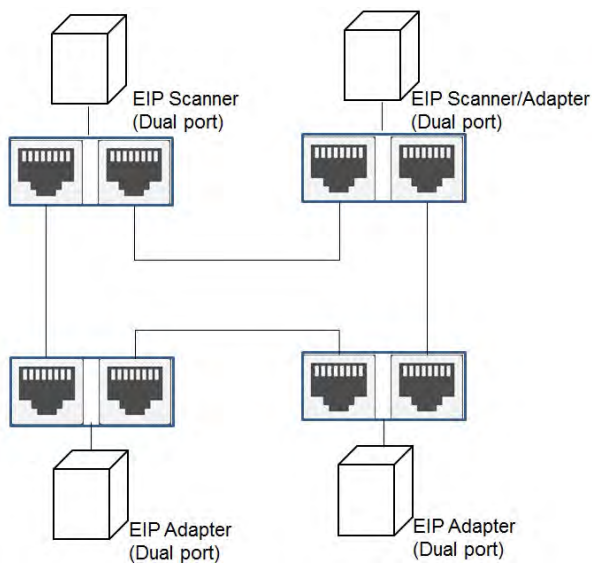 EIP Scanner
(Dual port)
EIP Scanner/Adapter
(Dual port)
EIP Adapter
(Dual port)
EIP Adapter
(Dual port)